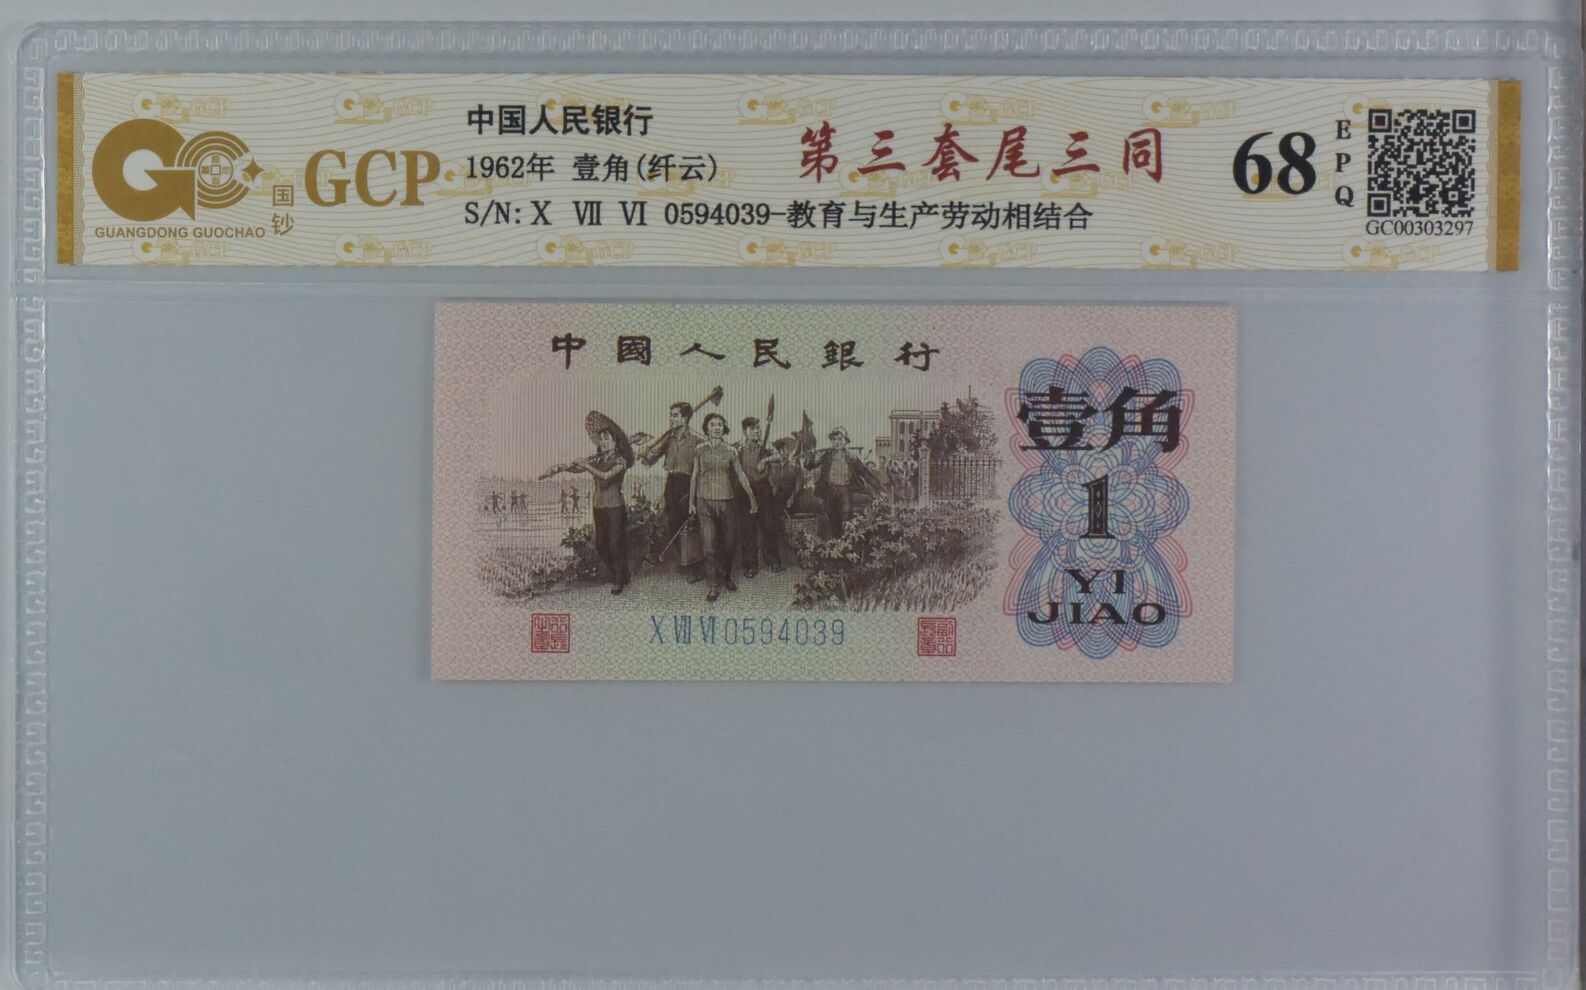 GCP
GUANGDONG GUOCHAO
国钞
中国人民银行
1962年 壹角(纤云)
S/N: X Ⅶ Ⅵ 0594039-教育与生产劳动相结合
第三套尾三同
68
EPQ
GC00303297
中國人民銀行
壹角
1
YI
JIAO
X Ⅶ Ⅵ 0594039